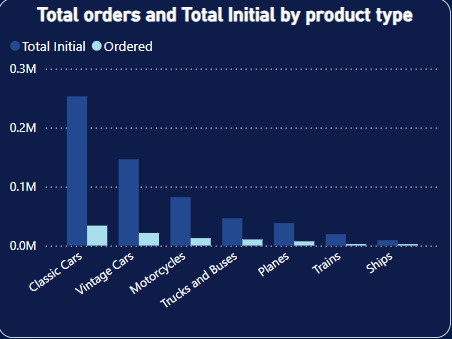 Total orders and Total Initial by product type
Total Initial Ordered
0.3M
0.2M
0.1M
0.0M
Classic Cars
Vintage Cars
Motorcycles
Trucks and Buses
Planes
Trains
Ships